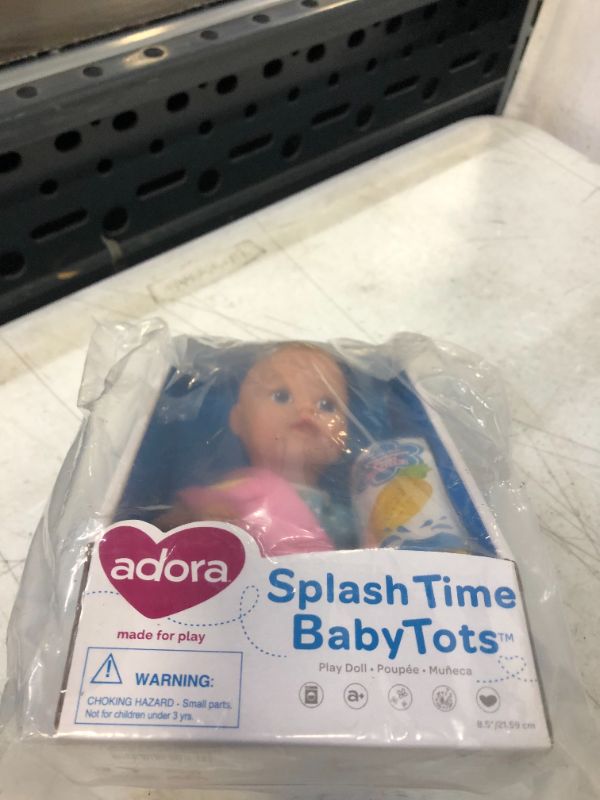 adora
made for play
WARNING:
CHOKING HAZARD - Small parts.
Not for children under 3 yrs.
Splash Time
BabyTots™
Play Doll • Poupée • Muñeca
a+
8.5"/21.59 cm